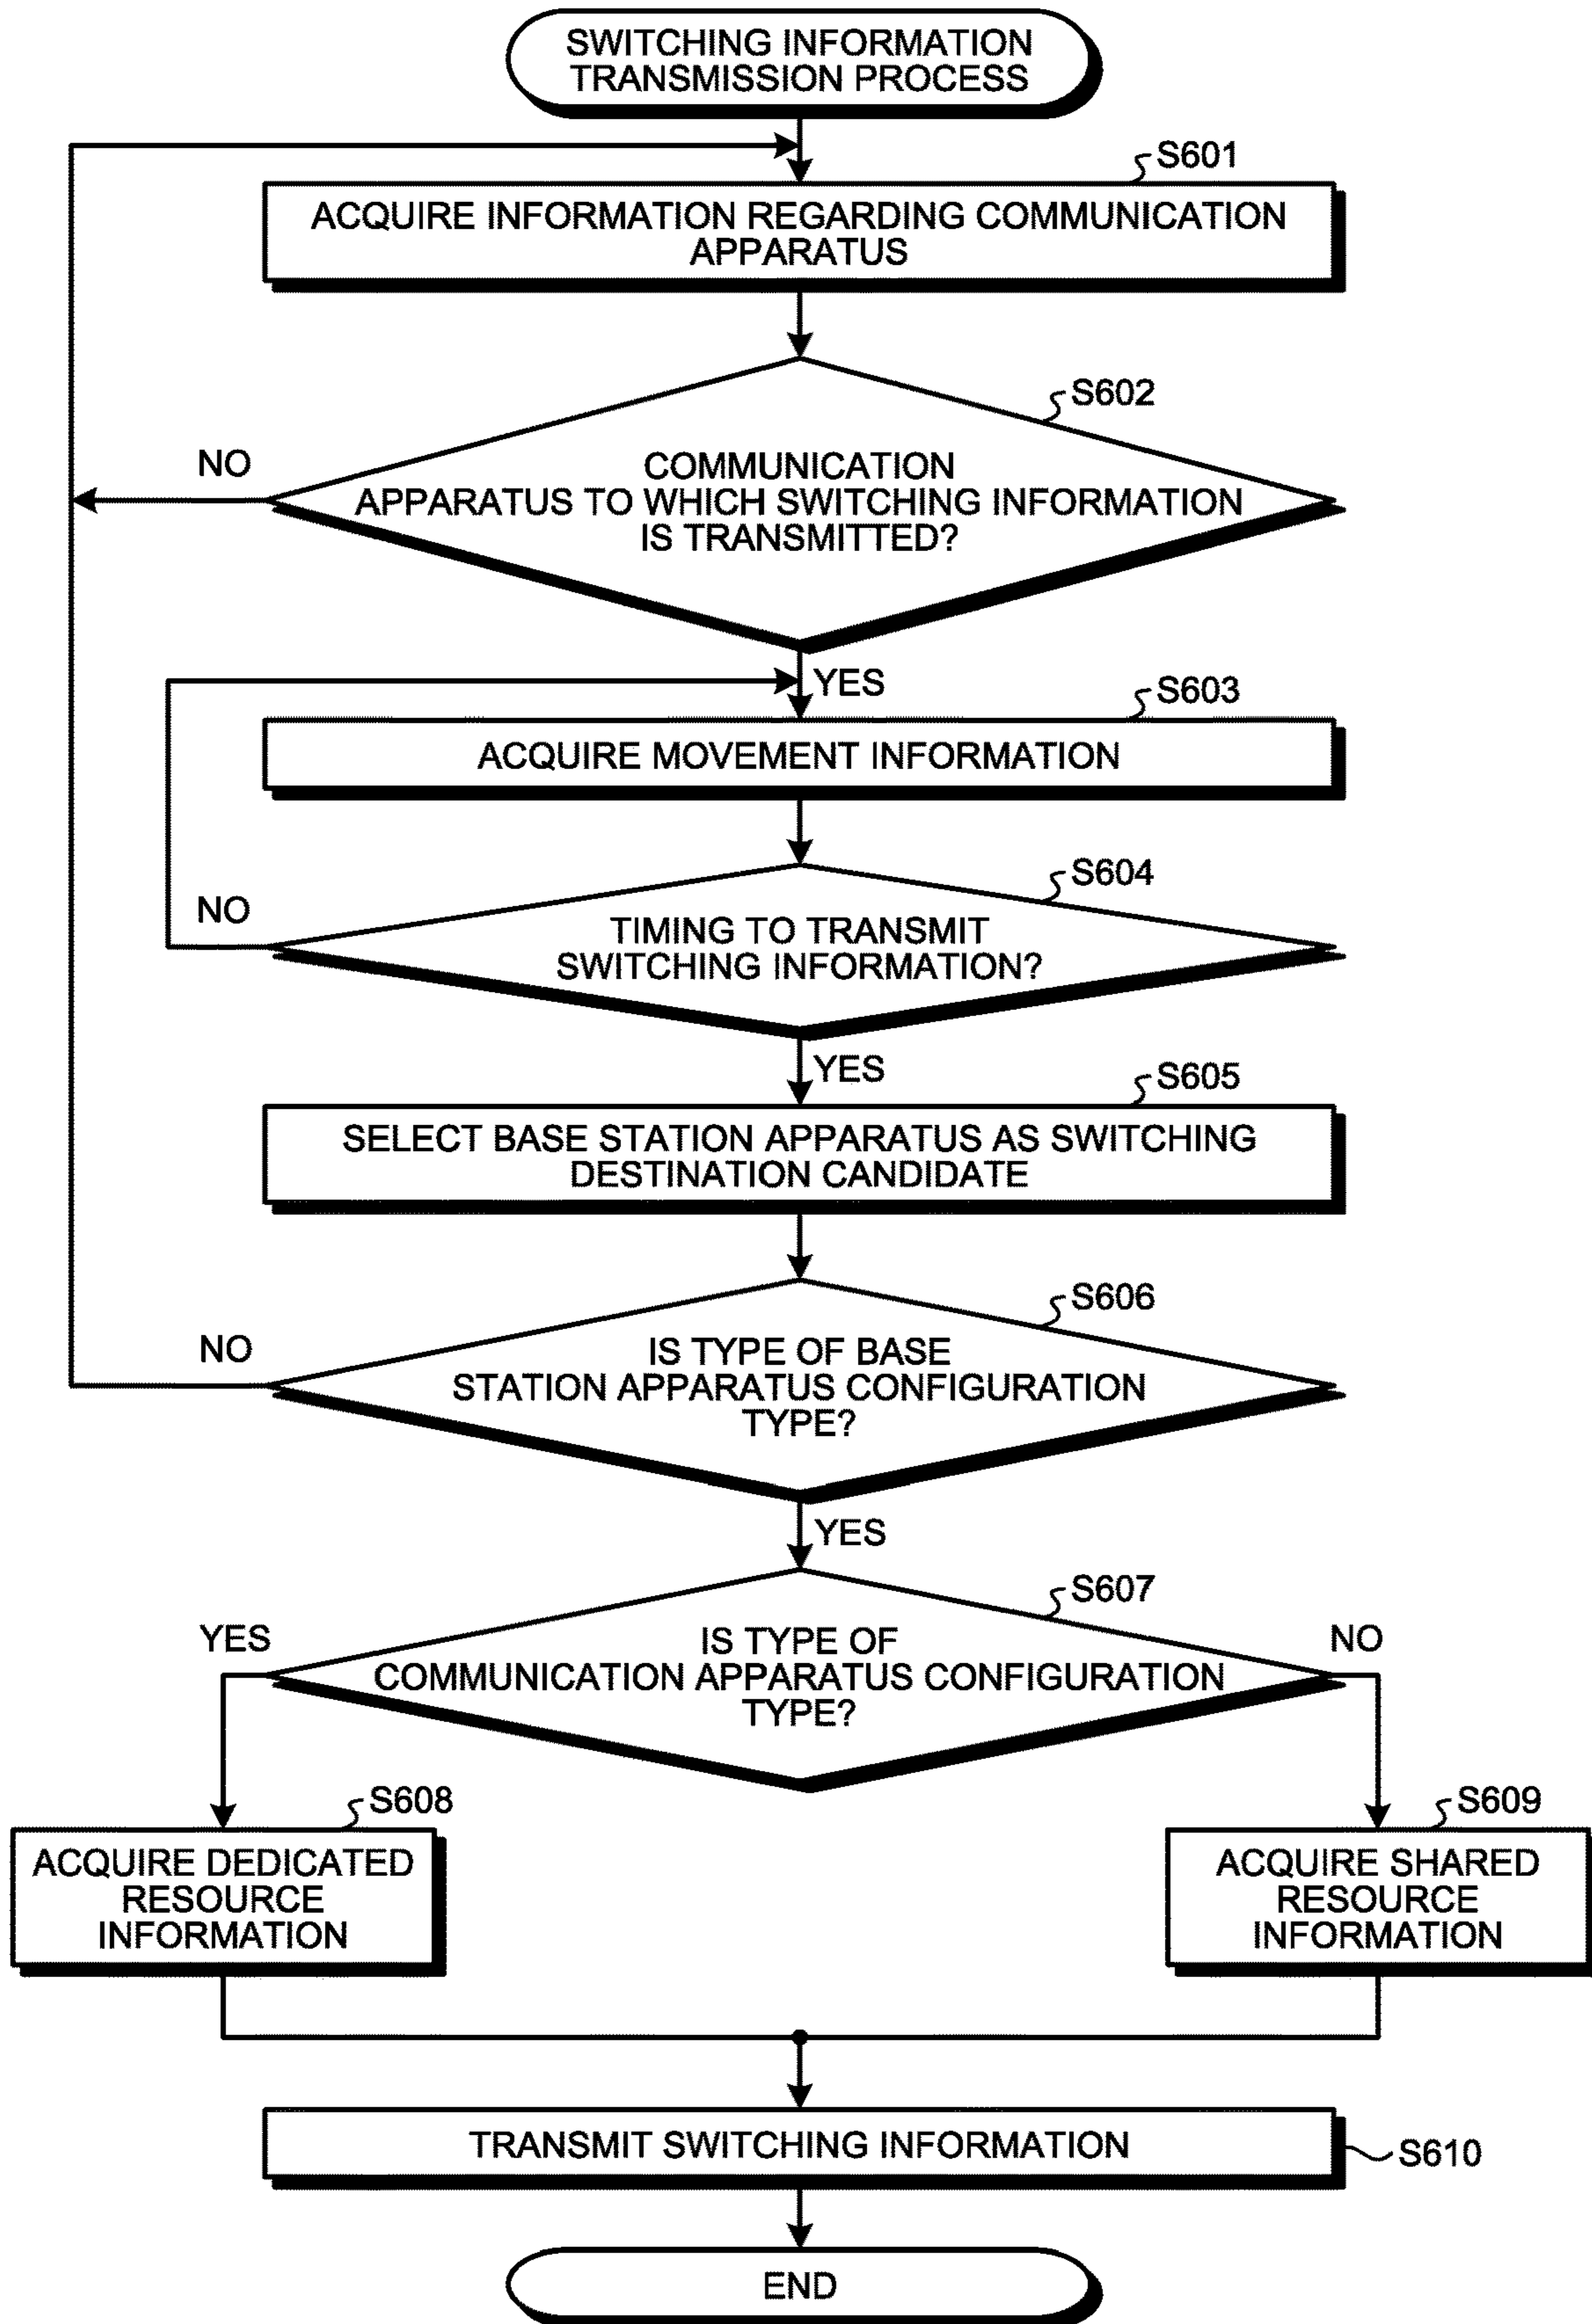 SWITCHING INFORMATION
TRANSMISSION PROCESS
S601
ACQUIRE INFORMATION REGARDING COMMUNICATION
APPARATUS
S602
NO
COMMUNICATION
APPARATUS TO WHICH SWITCHING INFORMATION
IS TRANSMITTED?
YES
S603
ACQUIRE MOVEMENT INFORMATION
S604
NO
TIMING TO TRANSMIT
SWITCHING INFORMATION?
YES
S605
SELECT BASE STATION APPARATUS AS SWITCHING
DESTINATION CANDIDATE
S606
NO
IS TYPE OF BASE
STATION APPARATUS CONFIGURATION
TYPE?
YES
S607
YES
NO
IS TYPE OF
COMMUNICATION APPARATUS CONFIGURATION
TYPE?
S608
ACQUIRE DEDICATED
RESOURCE
INFORMATION
S609
ACQUIRE SHARED
RESOURCE
INFORMATION
TRANSMIT SWITCHING INFORMATION
S610
END